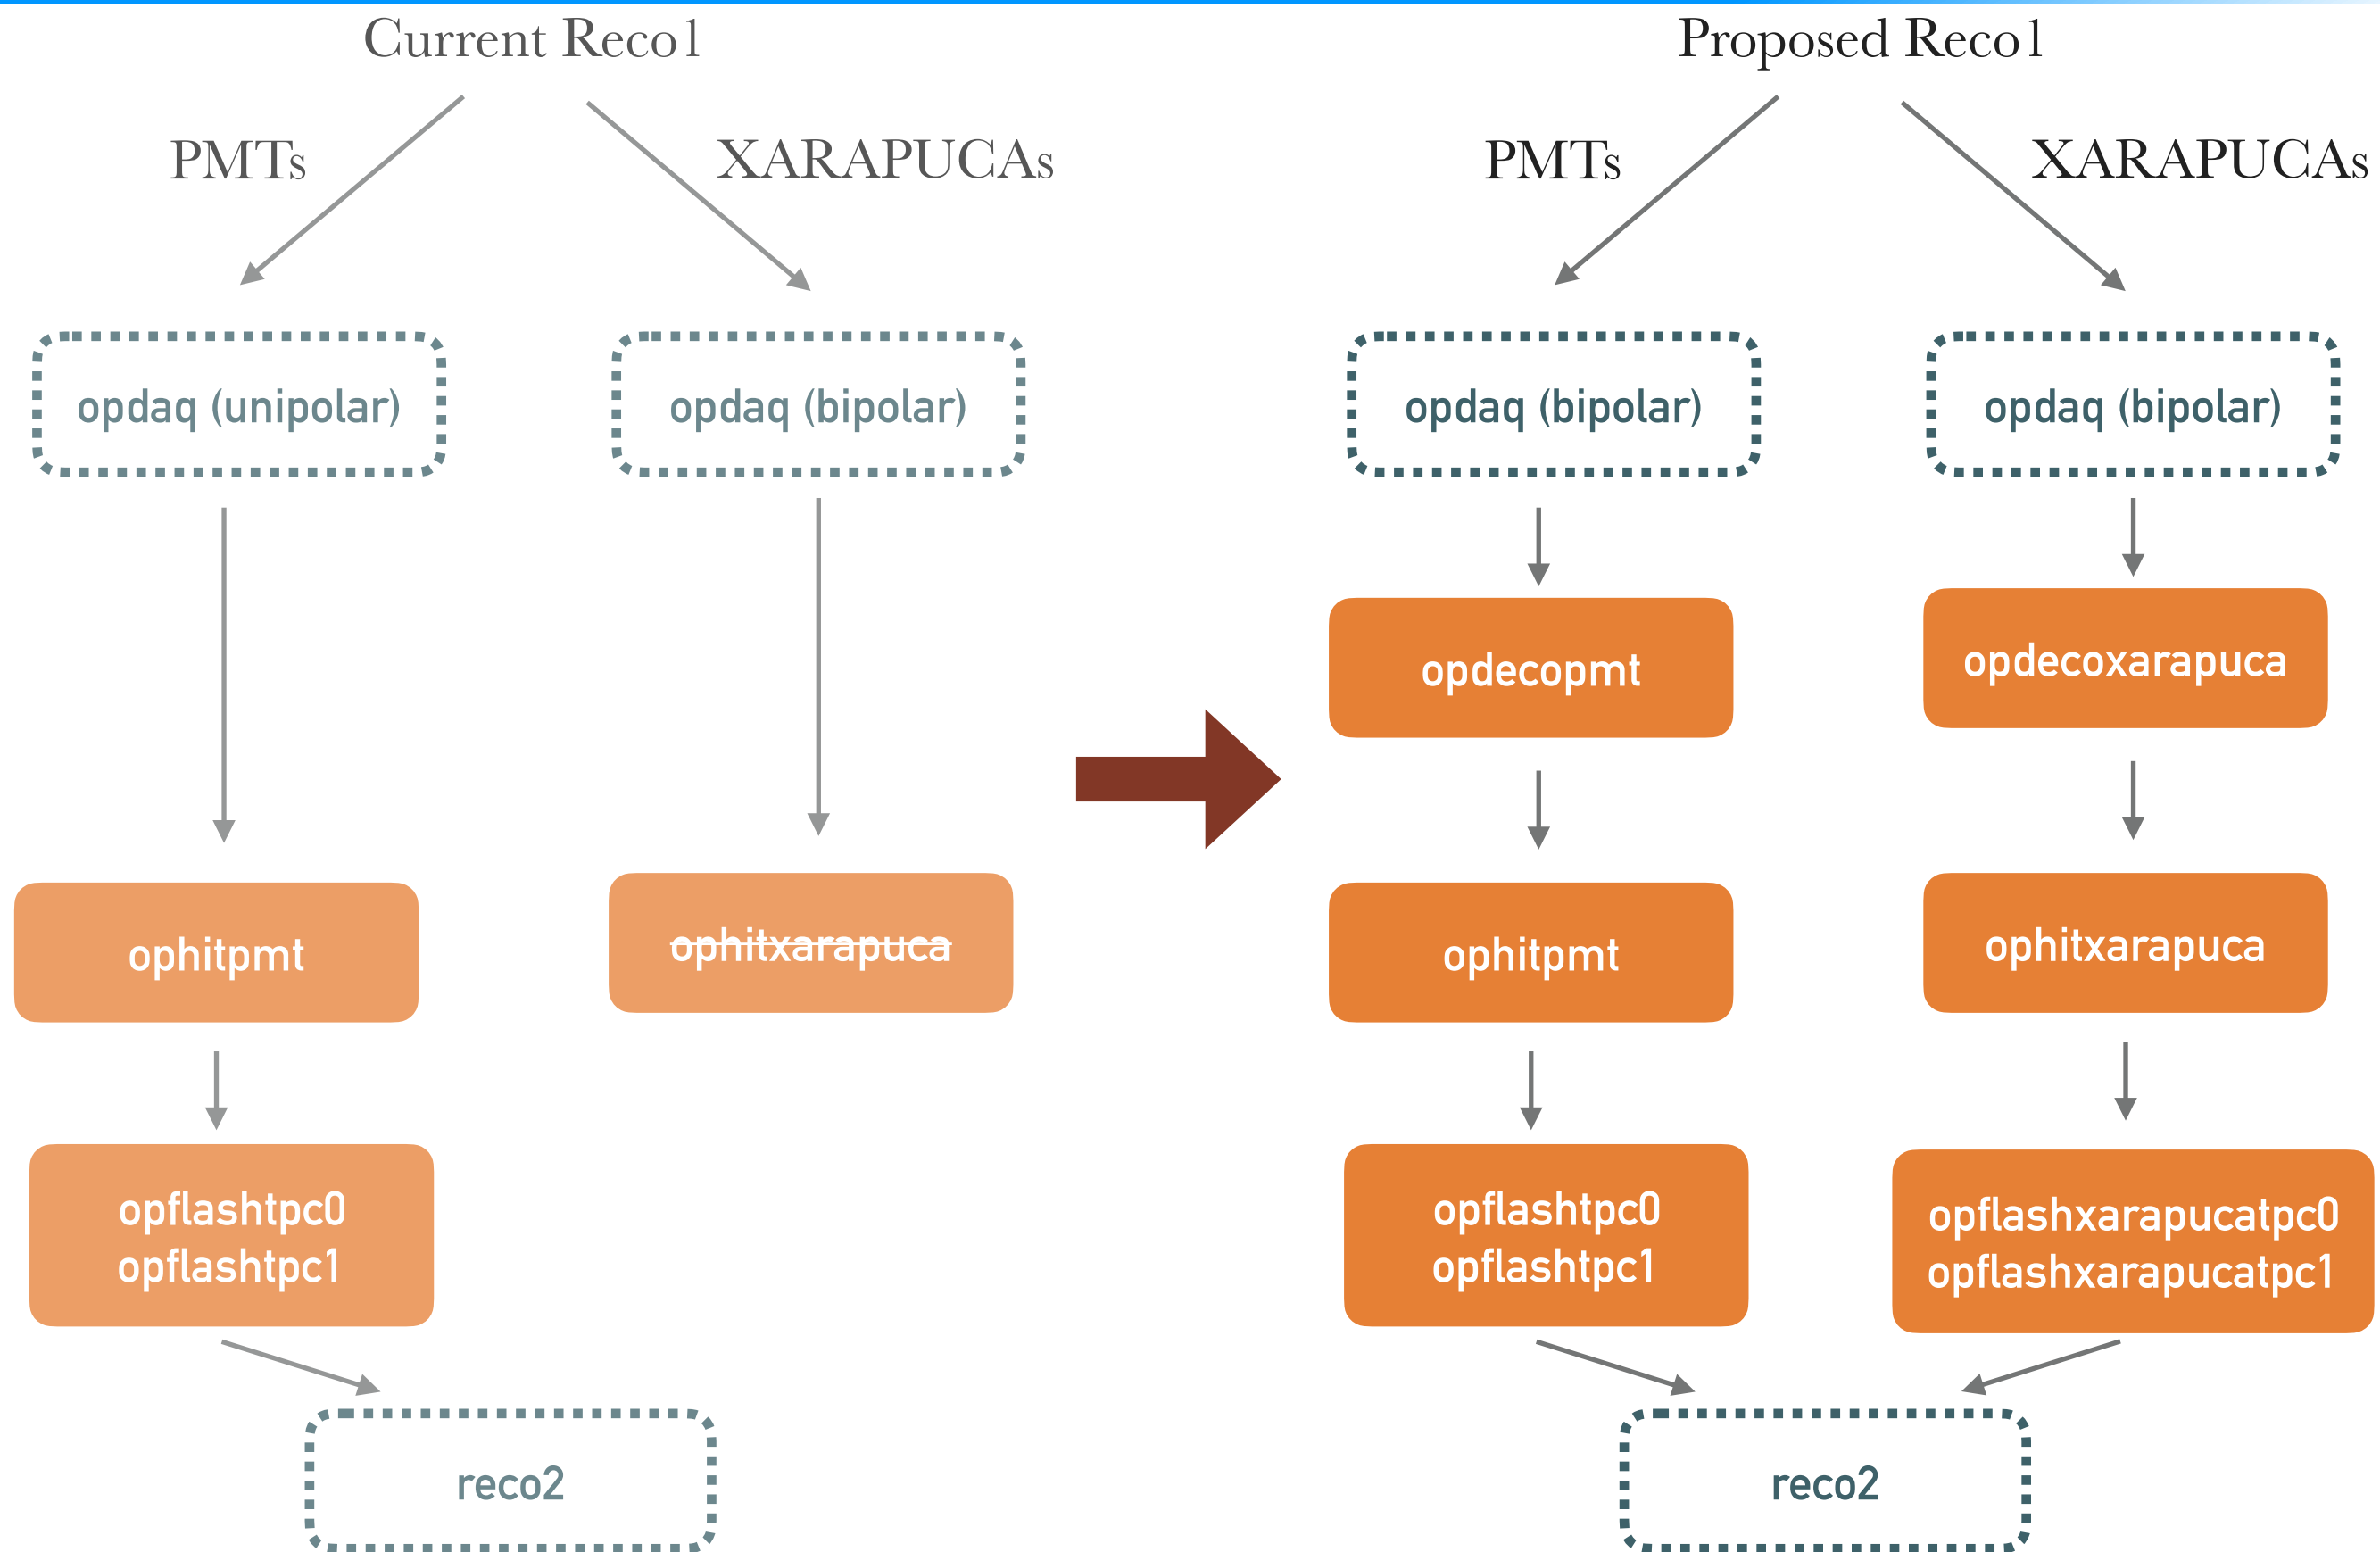 Current Reco1
PMTs
XARAPUCAs
opdaq (unipolar)
opdaq (bipolar)
ophitpmt
ophitxarapuca
opflashtpc0
opflashtpc1
reco2
Proposed Reco1
PMTs
XARAPUCAs
opdaq (bipolar)
opdaq (bipolar)
opdecopmt
opdecoxarapuca
ophitpmt
ophitxarapuca
opflashtpc0
opflashtpc1
opflashxarapucatpc0
opflashxarapucatpc1
reco2